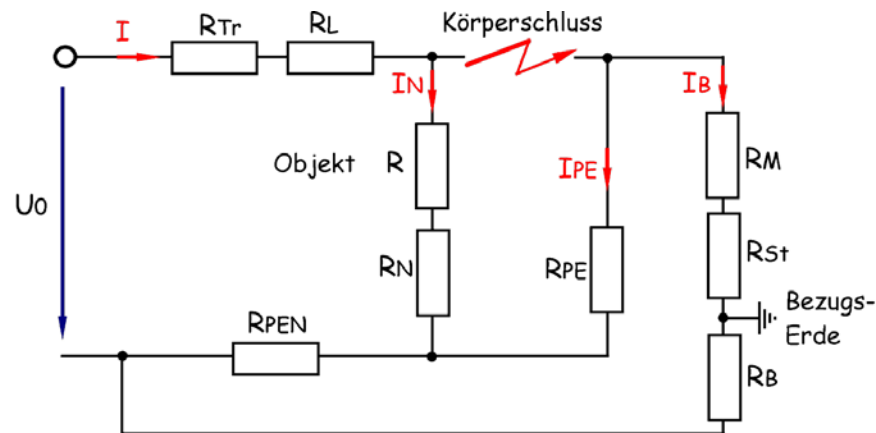 I
RTr
RL
Körperschluss
IN
IB
Objekt
R
RM
IPE
U0
RN
RPE
RSt
Bezugs-
Erde
RPEN
RB